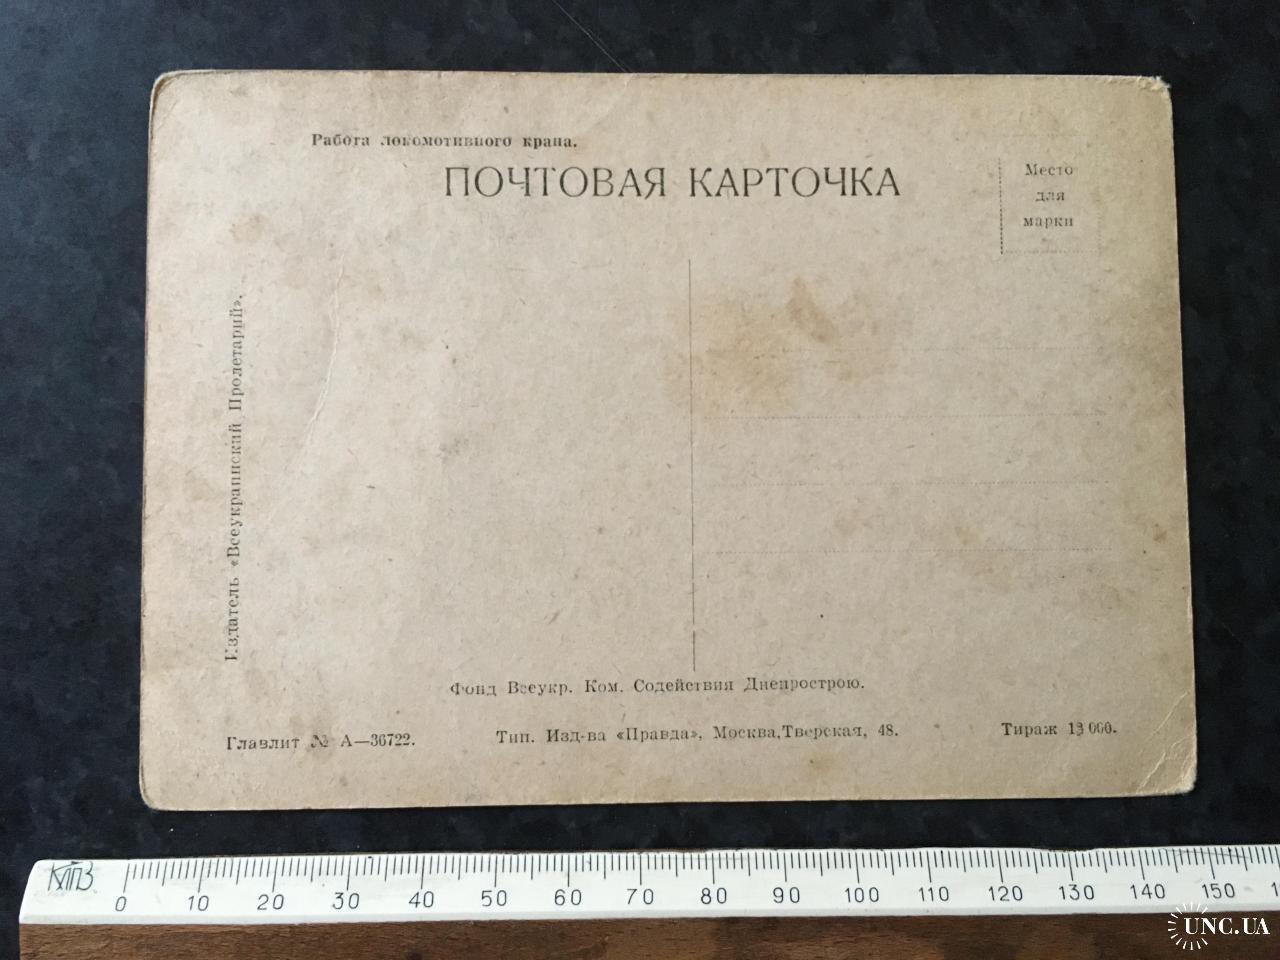 Работа локомотивного крана.
ПОЧТОВАЯ КАРТОЧКА
Место
для
марки
Издатель «Всеукраинский Пролетарий».
Фонд Всеукр. Ком. Содействия Днепрострою.
Главлит № А—36722.
Тип. Изд-ва «Правда», Москва, Тверская, 48.
Тираж 13 000.
КТПЗ
0 10 20 30 40 50 60 70 80 90 100 110 120 130 140 150
UNC.UA